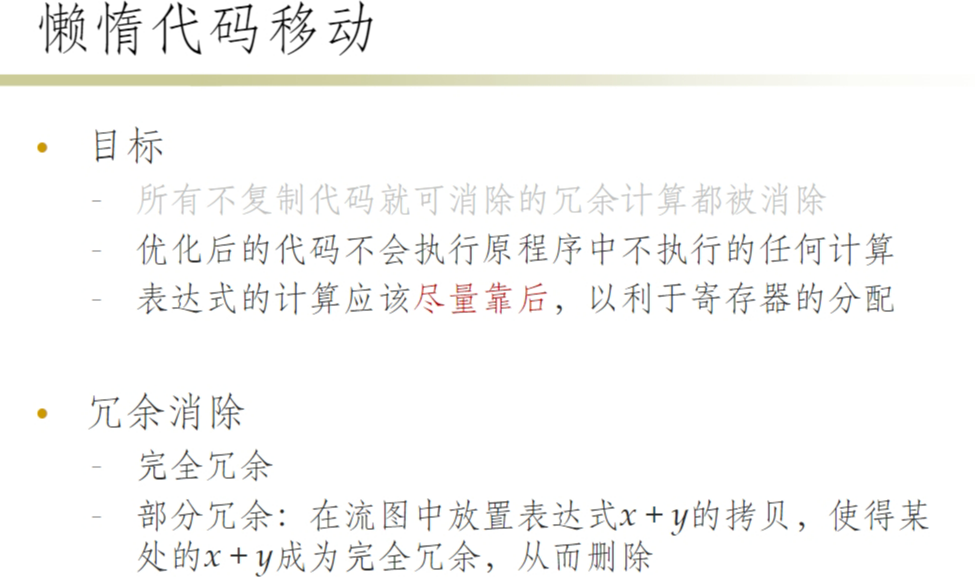 懒惰代码移动
• 目标
- 所有不复制代码就可消除的冗余计算都被消除
- 优化后的代码不会执行原程序中不执行的任何计算
- 表达式的计算应该尽量靠后，以利于寄存器的分配
• 冗余消除
- 完全冗余
- 部分冗余：在流图中放置表达式x + y的拷贝，使得某
处的x + y成为完全冗余，从而删除